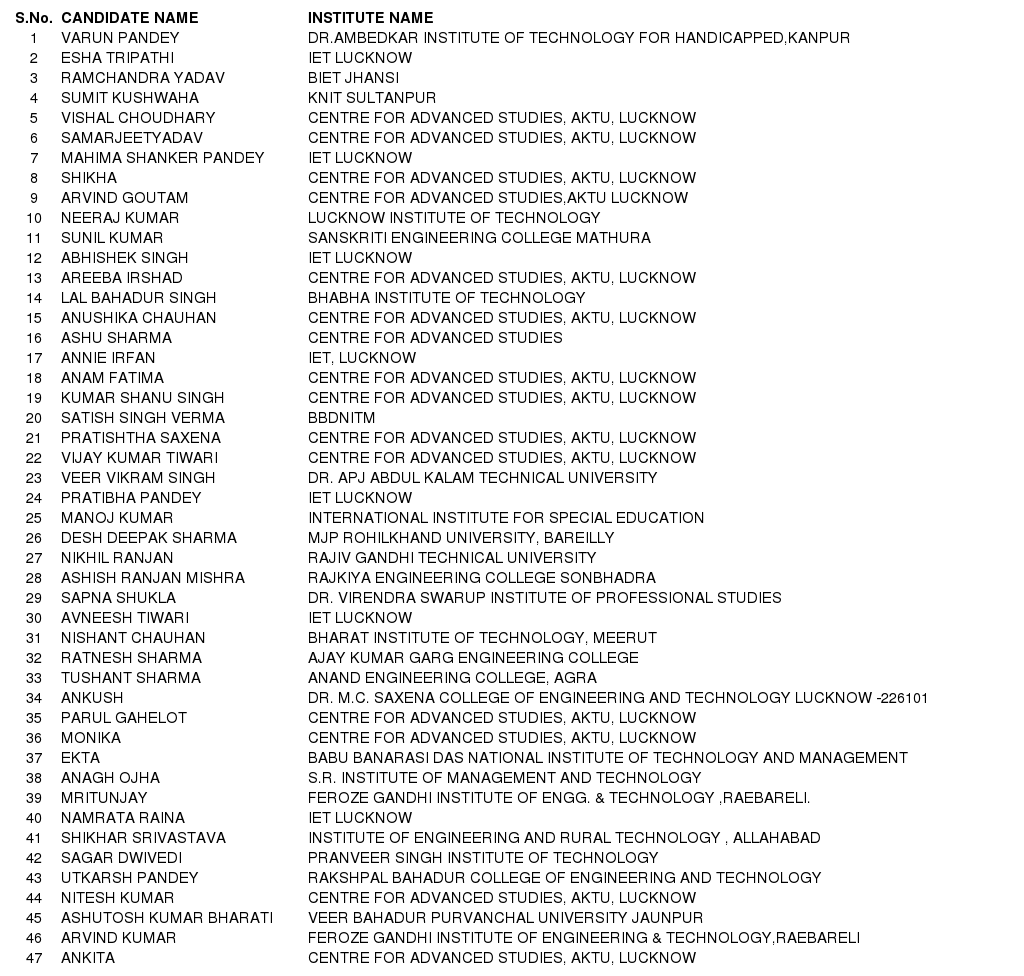 S.No. CANDIDATE NAME INSTITUTE NAME
1 VARUN PANDEY DR.AMBEDKAR INSTITUTE OF TECHNOLOGY FOR HANDICAPPED,KANPUR
2 ESHA TRIPATHI IET LUCKNOW
3 RAMCHANDRA YADAV BIET JHANSI
4 SUMIT KUSHWAHA KNIT SULTANPUR
5 VISHAL CHOUDHARY CENTRE FOR ADVANCED STUDIES, AKTU, LUCKNOW
6 SAMARJEETYADAV CENTRE FOR ADVANCED STUDIES, AKTU, LUCKNOW
7 MAHIMA SHANKER PANDEY IET LUCKNOW
8 SHIKHA CENTRE FOR ADVANCED STUDIES, AKTU, LUCKNOW
9 ARVIND GOUTAM CENTRE FOR ADVANCED STUDIES,AKTU LUCKNOW
10 NEERAJ KUMAR LUCKNOW INSTITUTE OF TECHNOLOGY
11 SUNIL KUMAR SANSKRITI ENGINEERING COLLEGE MATHURA
12 ABHISHEK SINGH IET LUCKNOW
13 AREEBA IRSHAD CENTRE FOR ADVANCED STUDIES, AKTU, LUCKNOW
14 LAL BAHADUR SINGH BHABHA INSTITUTE OF TECHNOLOGY
15 ANUSHIKA CHAUHAN CENTRE FOR ADVANCED STUDIES, AKTU, LUCKNOW
16 ASHU SHARMA CENTRE FOR ADVANCED STUDIES
17 ANNIE IRFAN IET, LUCKNOW
18 ANAM FATIMA CENTRE FOR ADVANCED STUDIES, AKTU, LUCKNOW
19 KUMAR SHANU SINGH CENTRE FOR ADVANCED STUDIES, AKTU, LUCKNOW
20 SATISH SINGH VERMA BBDNITM
21 PRATISHTHA SAXENA CENTRE FOR ADVANCED STUDIES, AKTU, LUCKNOW
22 VIJAY KUMAR TIWARI CENTRE FOR ADVANCED STUDIES, AKTU, LUCKNOW
23 VEER VIKRAM SINGH DR. APJ ABDUL KALAM TECHNICAL UNIVERSITY
24 PRATIBHA PANDEY IET LUCKNOW
25 MANOJ KUMAR INTERNATIONAL INSTITUTE FOR SPECIAL EDUCATION
26 DESH DEEPAK SHARMA MJP ROHILKHAND UNIVERSITY, BAREILLY
27 NIKHIL RANJAN RAJIV GANDHI TECHNICAL UNIVERSITY
28 ASHISH RANJAN MISHRA RAJKIYA ENGINEERING COLLEGE SONBHADRA
29 SAPNA SHUKLA DR. VIRENDRA SWARUP INSTITUTE OF PROFESSIONAL STUDIES
30 AVNEESH TIWARI IET LUCKNOW
31 NISHANT CHAUHAN BHARAT INSTITUTE OF TECHNOLOGY, MEERUT
32 RATNESH SHARMA AJAY KUMAR GARG ENGINEERING COLLEGE
33 TUSHANT SHARMA ANAND ENGINEERING COLLEGE, AGRA
34 ANKUSH DR. M.C. SAXENA COLLEGE OF ENGINEERING AND TECHNOLOGY LUCKNOW -226101
35 PARUL GAHELOT CENTRE FOR ADVANCED STUDIES, AKTU, LUCKNOW
36 MONIKA CENTRE FOR ADVANCED STUDIES, AKTU, LUCKNOW
37 EKTA BABU BANARASI DAS NATIONAL INSTITUTE OF TECHNOLOGY AND MANAGEMENT
38 ANAGH OJHA S.R. INSTITUTE OF MANAGEMENT AND TECHNOLOGY
39 MRITUNJAY FEROZE GANDHI INSTITUTE OF ENGG. & TECHNOLOGY ,RAEBARELI.
40 NAMRATA RAINA IET LUCKNOW
41 SHIKHAR SRIVASTAVA INSTITUTE OF ENGINEERING AND RURAL TECHNOLOGY , ALLAHABAD
42 SAGAR DWIVEDI PRANVEER SINGH INSTITUTE OF TECHNOLOGY
43 UTKARSH PANDEY RAKSHPAL BAHADUR COLLEGE OF ENGINEERING AND TECHNOLOGY
44 NITESH KUMAR CENTRE FOR ADVANCED STUDIES, AKTU, LUCKNOW
45 ASHUTOSH KUMAR BHARATI VEER BAHADUR PURVANCHAL UNIVERSITY JAUNPUR
46 ARVIND KUMAR FEROZE GANDHI INSTITUTE OF ENGINEERING & TECHNOLOGY,RAEBARELI
47 ANKITA CENTRE FOR ADVANCED STUDIES, AKTU, LUCKNOW